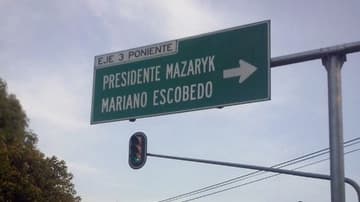 EJE 3 PONIENTE
PRESIDENTE MAZARYK
MARIANO ESCOBEDO